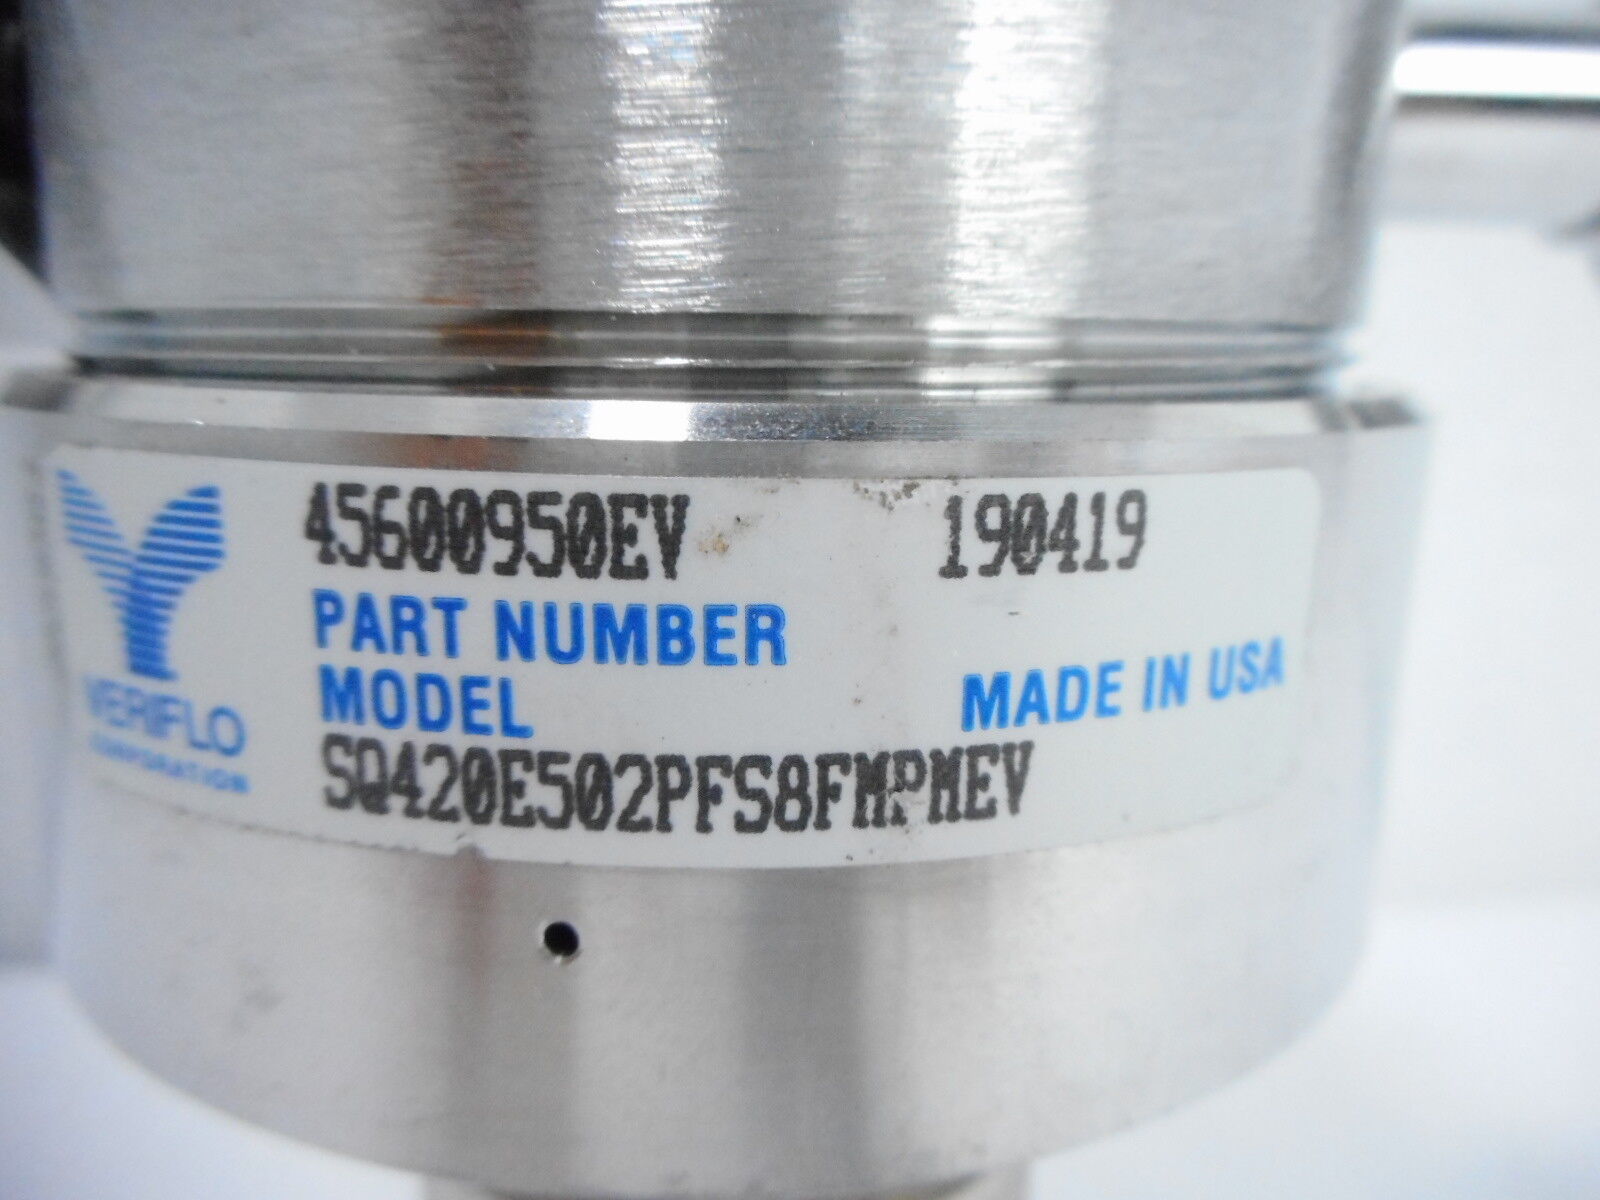 45600950EV 190419
PART NUMBER
MODEL MADE IN USA
SQ420E502PFS8FMPMEV
VERIFLO
CORPORATION